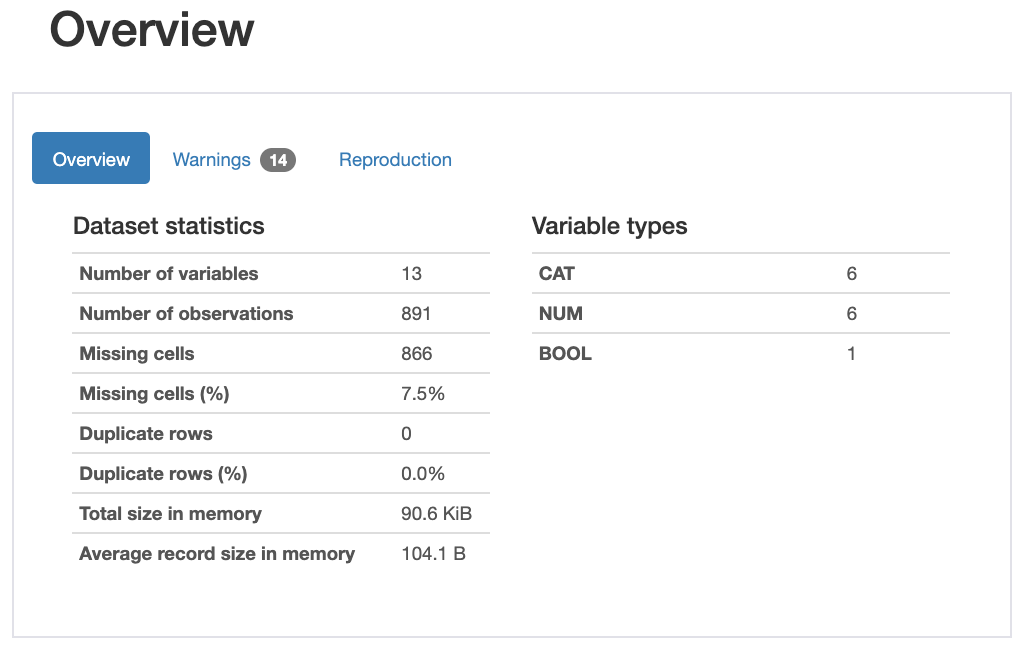 Overview
Overview Warnings 14 Reproduction
Dataset statistics
Number of variables 13
Number of observations 891
Missing cells 866
Missing cells (%) 7.5%
Duplicate rows 0
Duplicate rows (%) 0.0%
Total size in memory 90.6 KiB
Average record size in memory 104.1 B
Variable types
CAT 6
NUM 6
BOOL 1